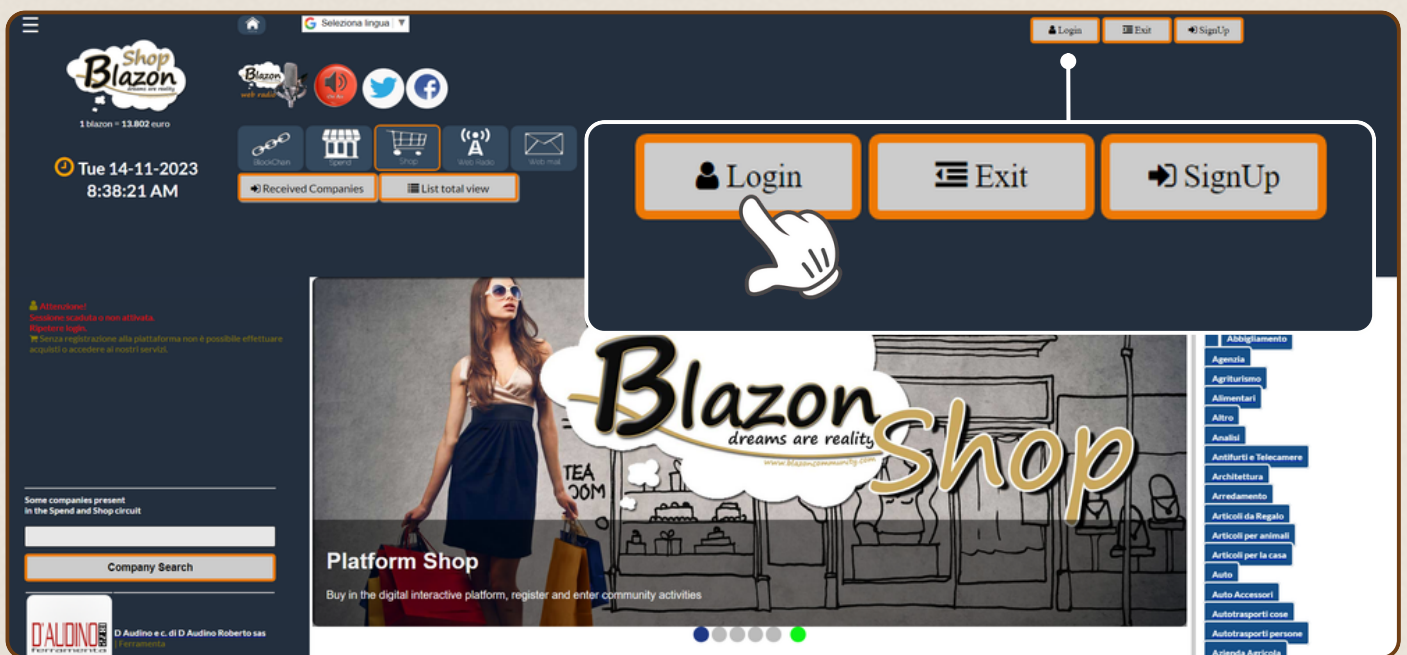 Seleziona lingua
Login
Exit
SignUp
Shop
Blazon
dreams are reality
1 blazon = 13.802 euro
Blazon
web radio
BlockChen
Spend
Shop
Web Radio
Web mail
Tue 14-11-2023
8:38:21 AM
Received Companies
List total view
Login
Exit
SignUp
Attenzione!
Sessione scaduta o non attivata.
Ripetere login.
Senza registrazione alla piattaforma non è possibile effettuare
acquisti o accedere ai nostri servizi.
Some companies present
in the Spend and Shop circuit
Company Search
D'AUDINO
ferramenta
D Audino e c. di D Audino Roberto sas
| Ferramenta
Blazon
dreams are reality
www.blazoncommunity.com
Shop
TEA
ROOM
Platform Shop
Buy in the digital interactive platform, register and enter community activities
Abbigliamento
Agenzia
Agriturismo
Alimentari
Altro
Analisi
Antifurti e Telecamere
Architettura
Arredamento
Articoli da Regalo
Articoli per animali
Articoli per la casa
Auto
Auto Accessori
Autotrasporti cose
Autotrasporti persone
Azienda Agricola